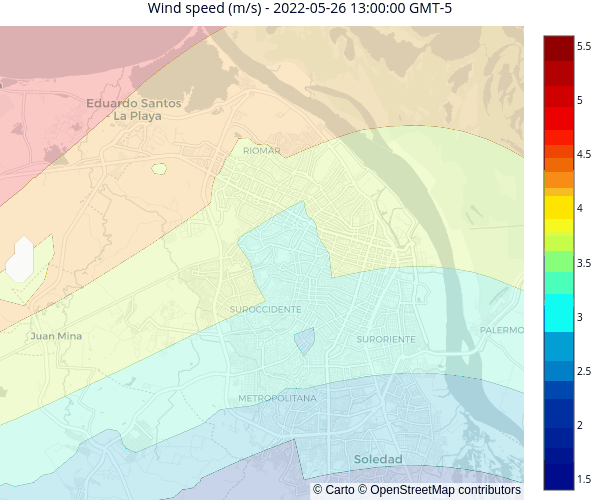 Wind speed (m/s) - 2022-05-26 13:00:00 GMT-5
Eduardo Santos
La Playa
RIOMAR
SUROCCIDENTE
Juan Mina
SURORIENTE
PALERMO
METROPOLITANA
Soledad
© Carto © OpenStreetMap contributors
5.5
5
4.5
4
3.5
3
2.5
2
1.5